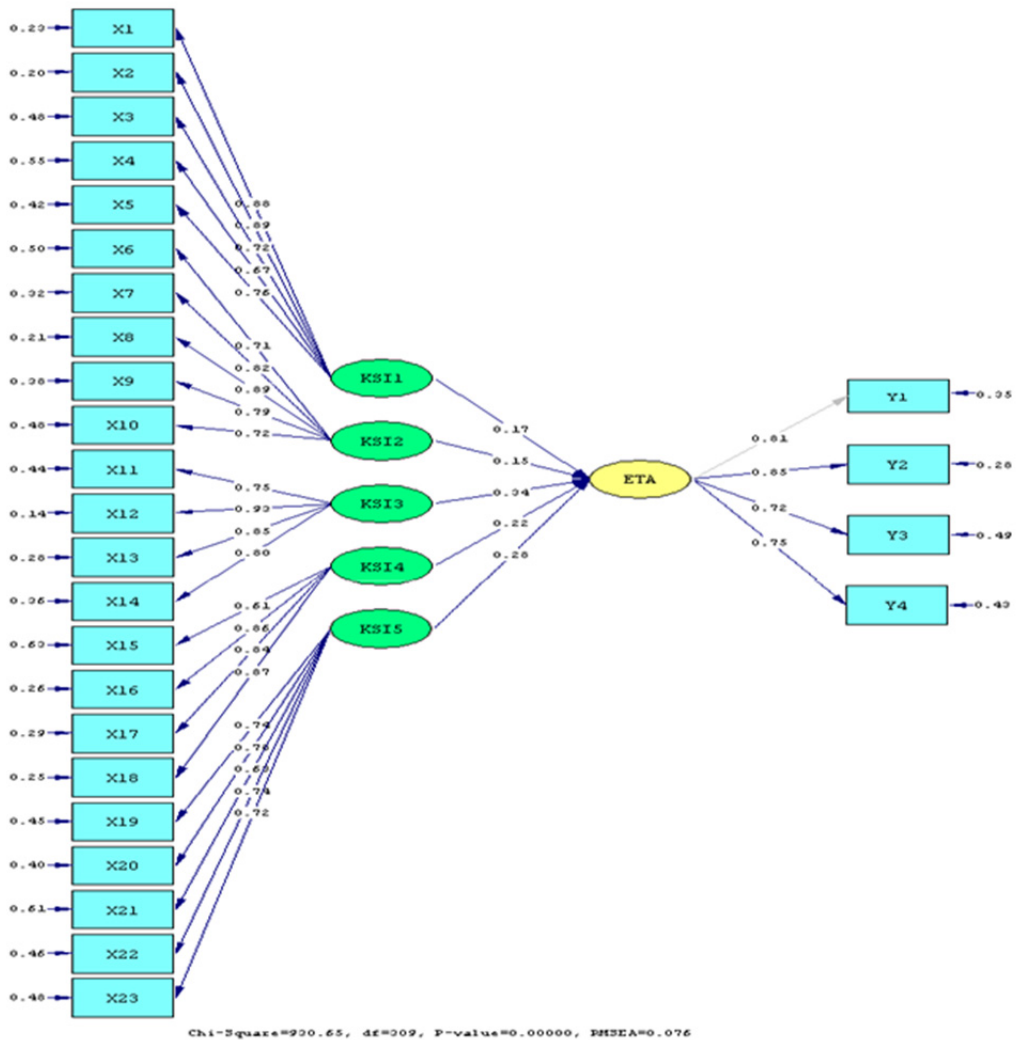 0.23 X1
0.20 X2
0.48 X3
0.55 X4
0.42 X5
0.50 X6
0.32 X7
0.21 X8
0.38 X9
0.48 X10
0.44 X11
0.14 X12
0.28 X13
0.36 X14
0.63 X15
0.26 X16
0.29 X17
0.25 X18
0.45 X19
0.40 X20
0.61 X21
0.46 X22
0.48 X23
0.88
0.89
0.72
0.67
0.76
0.71
0.82
0.89
0.79
0.72
0.75
0.93
0.85
0.80
0.61
0.86
0.84
0.87
0.74
0.78
0.63
0.74
0.72
KSI1
KSI2
KSI3
KSI4
KSI5
0.17
0.15
0.34
0.22
0.28
ETA
0.81
0.85
0.72
0.75
Y1 0.35
Y2 0.28
Y3 0.49
Y4 0.43
Chi-Square=930.65, df=309, P-value=0.00000, RMSEA=0.076